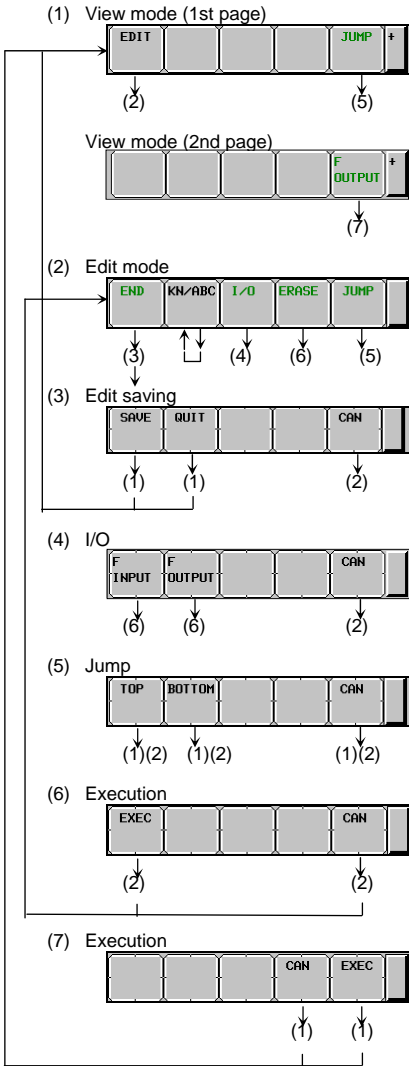 (1) View mode (1st page)
EDIT JUMP +
(2) (5)
View mode (2nd page)
F OUTPUT +
(7)
(2) Edit mode
END KN/ABC I/O ERASE JUMP
(3) (4) (6) (5)
(3) Edit saving
SAVE QUIT CAN
(1) (1) (2)
(4) I/O
F INPUT F OUTPUT CAN
(6) (6) (2)
(5) Jump
TOP BOTTOM CAN
(1)(2) (1)(2) (1)(2)
(6) Execution
EXEC CAN
(2) (2)
(7) Execution
CAN EXEC
(1) (1)